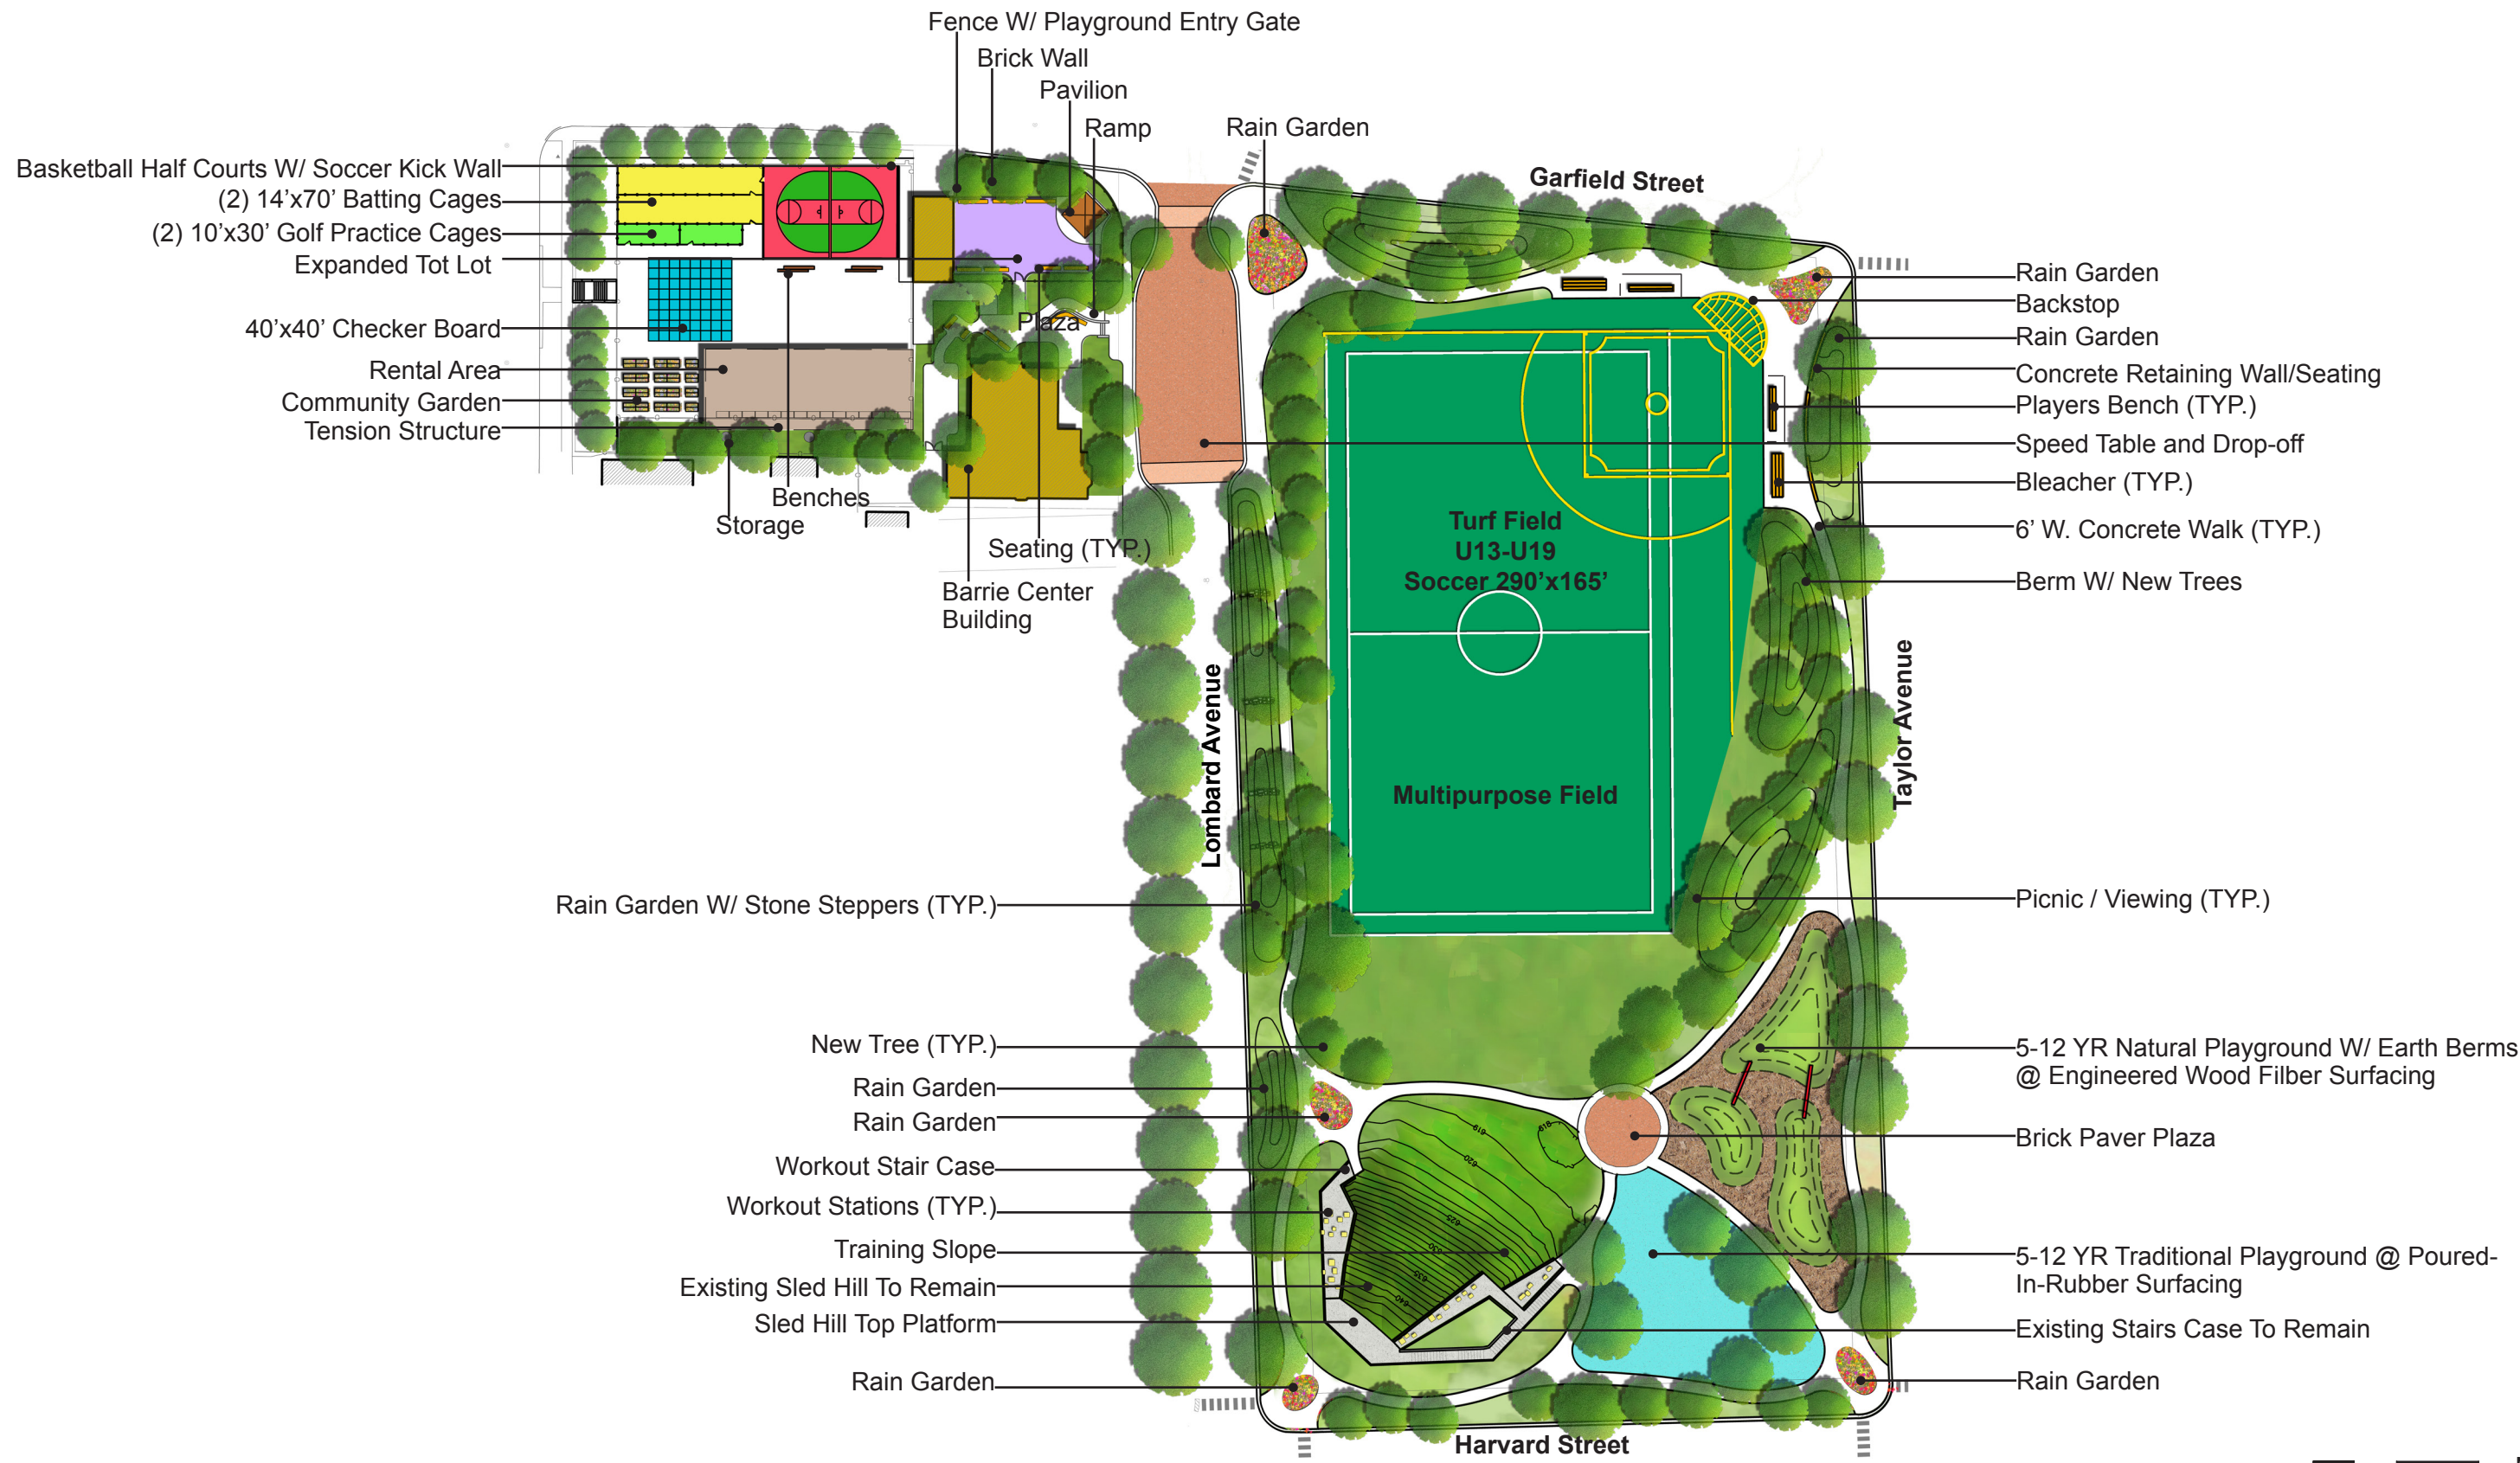 Fence W/ Playground Entry Gate
Brick Wall
Pavilion
Ramp
Rain Garden
Basketball Half Courts W/ Soccer Kick Wall
(2) 14’x70’ Batting Cages
(2) 10’x30’ Golf Practice Cages
Expanded Tot Lot
40’x40’ Checker Board
Rental Area
Community Garden
Tension Structure
Benches
Storage
Plaza
Seating (TYP.)
Barrie Center
Building
Garfield Street
Rain Garden
Backstop
Rain Garden
Concrete Retaining Wall/Seating
Players Bench (TYP.)
Speed Table and Drop-off
Bleacher (TYP.)
6’ W. Concrete Walk (TYP.)
Berm W/ New Trees
Turf Field
U13-U19
Soccer 290’x165’
Multipurpose Field
Lombard Avenue
Taylor Avenue
Rain Garden W/ Stone Steppers (TYP.)
Picnic / Viewing (TYP.)
New Tree (TYP.)
Rain Garden
Rain Garden
Workout Stair Case
Workout Stations (TYP.)
Training Slope
Existing Sled Hill To Remain
Sled Hill Top Platform
Rain Garden
5-12 YR Natural Playground W/ Earth Berms
@ Engineered Wood Filber Surfacing
Brick Paver Plaza
5-12 YR Traditional Playground @ Poured-
In-Rubber Surfacing
Existing Stairs Case To Remain
Rain Garden
619
618
620
625
630
635
640
Harvard Street